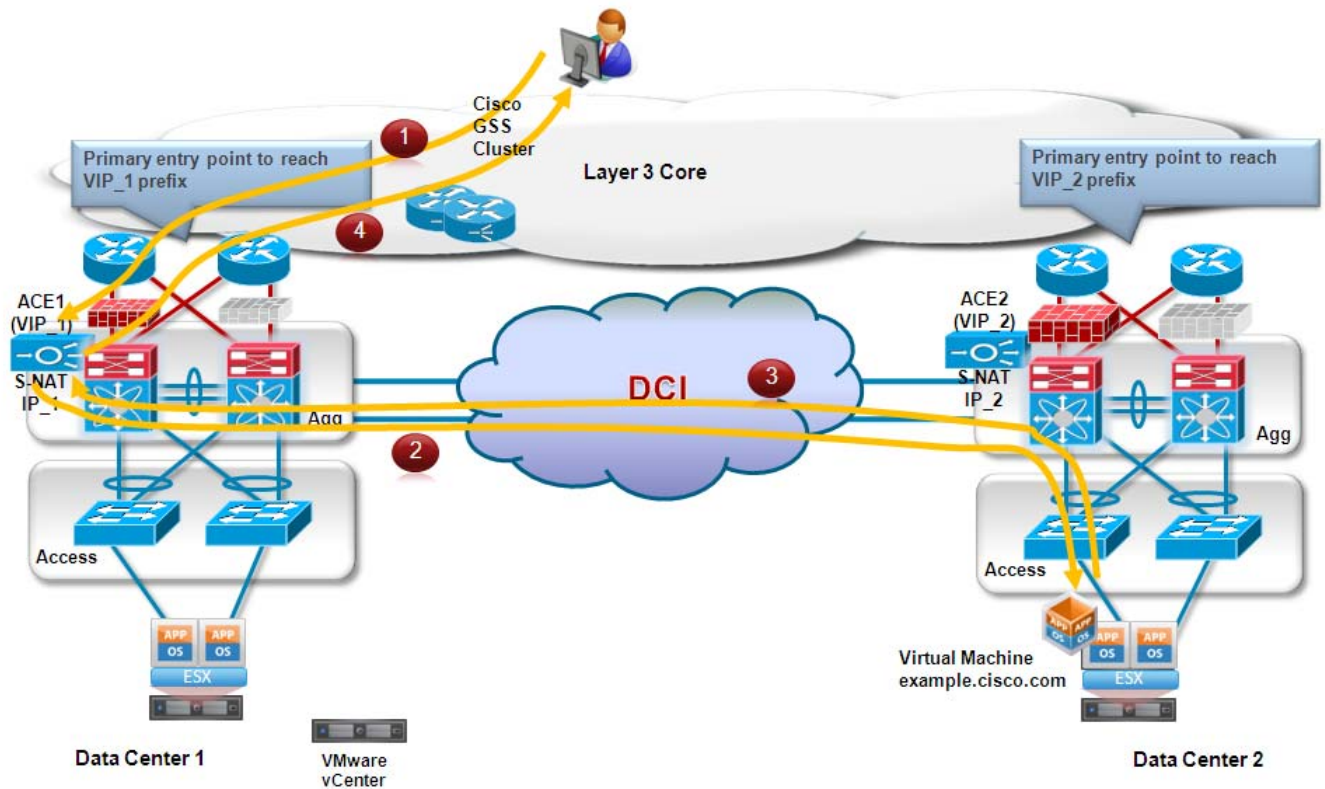 Cisco
GSS
Cluster
1
Primary entry point to reach
VIP_1 prefix
Layer 3 Core
Primary entry point to reach
VIP_2 prefix
4
ACE1
(VIP_1)
S-NAT
IP_1
Agg
ACE2
(VIP_2)
S-NAT
IP_2
Agg
DCI
3
2
Access
Access
APP
OS
APP
OS
ESX
APP
OS
APP
OS
APP
OS
APP
OS
ESX
Virtual Machine
example.cisco.com
Data Center 1
VMware
vCenter
Data Center 2